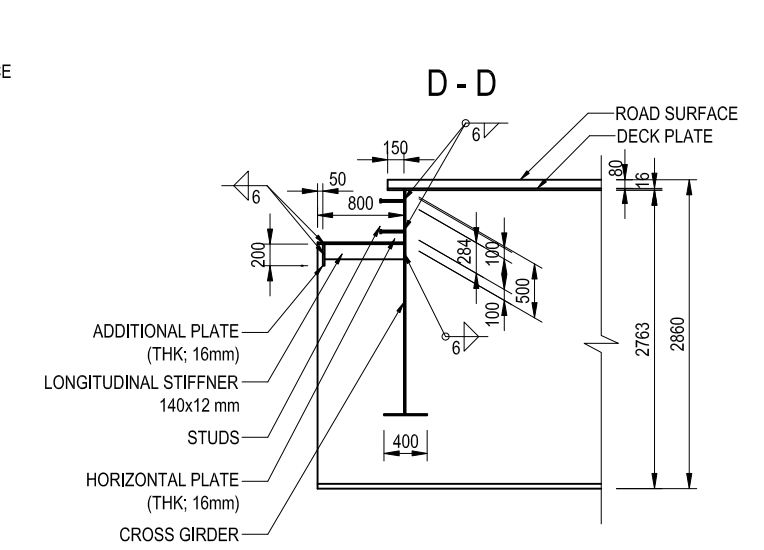 CE
D - D
ROAD SURFACE
DECK PLATE
6
150
80
16
50
6
800
200
284
100
500
100
2763
2860
6
ADDITIONAL PLATE
(THK; 16mm)
LONGITUDINAL STIFFNER
140x12 mm
STUDS
400
HORIZONTAL PLATE
(THK; 16mm)
CROSS GIRDER